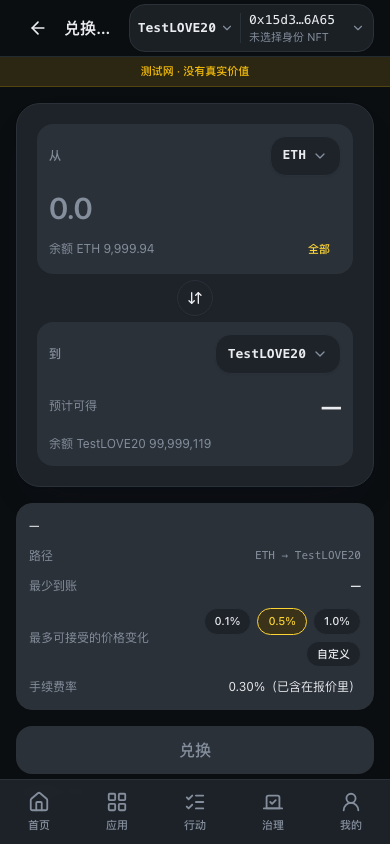 兑换...
TestLOVE20
0x15d3…6A65
未选择身份 NFT
测试网 · 没有真实价值
从
ETH
0.0
余额 ETH 9,999.94
全部
到
TestLOVE20
预计可得
—
余额 TestLOVE20 99,999,119
—
路径
ETH → TestLOVE20
最少到账
—
最多可接受的价格变化
0.1%
0.5%
1.0%
自定义
手续费率
0.30%（已含在报价里）
兑换
首页
应用
行动
治理
我的